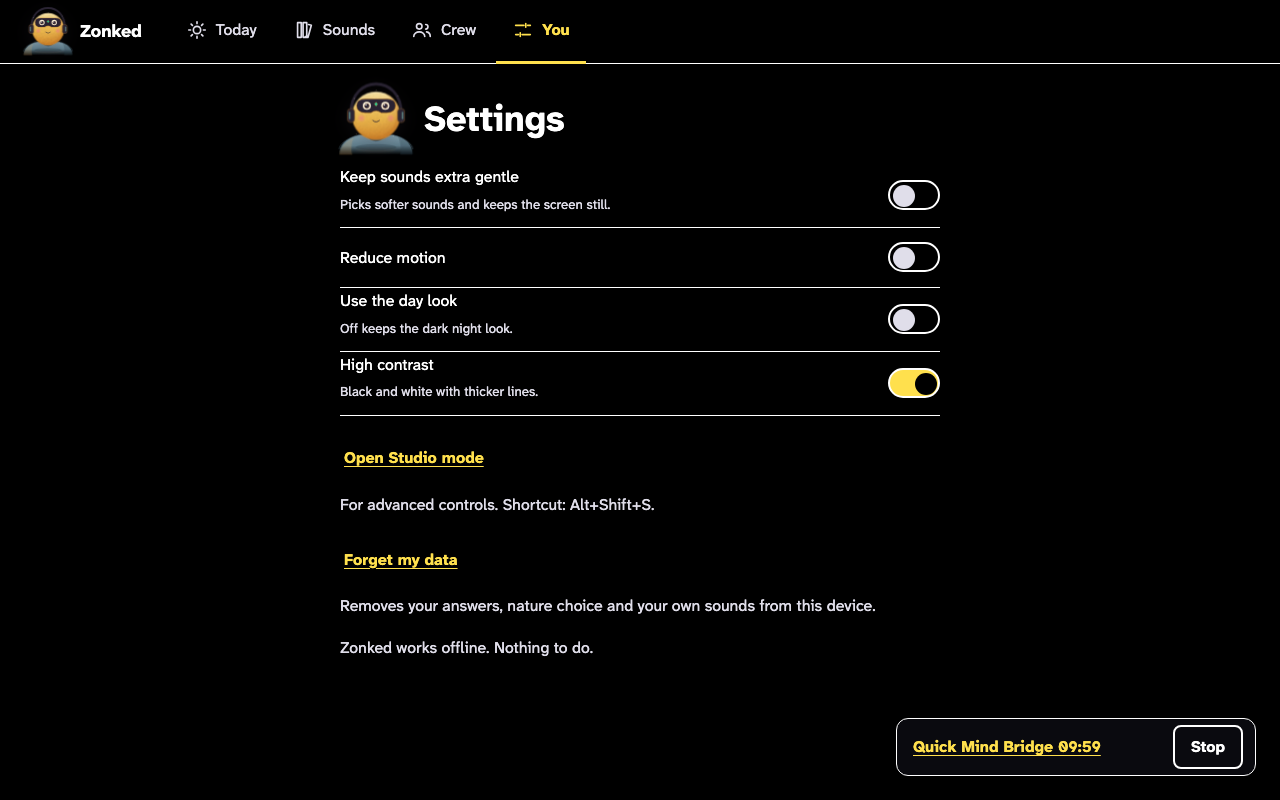 Zonked
Today
Sounds
Crew
You
Settings
Keep sounds extra gentle
Picks softer sounds and keeps the screen still.
Reduce motion
Use the day look
Off keeps the dark night look.
High contrast
Black and white with thicker lines.
Open Studio mode
For advanced controls. Shortcut: Alt+Shift+S.
Forget my data
Removes your answers, nature choice and your own sounds from this device.
Zonked works offline. Nothing to do.
Quick Mind Bridge 09:59
Stop